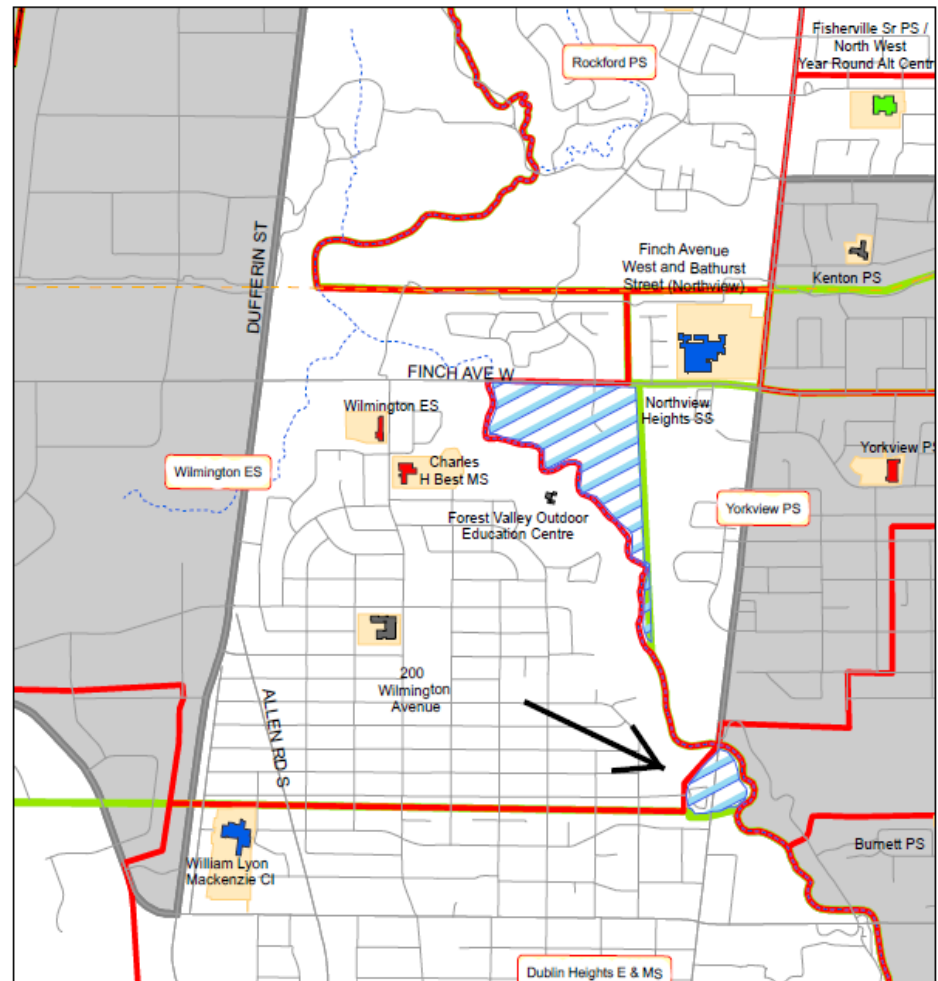 Fisherville Sr PS /
North West
Year Round Alt Centr
Rockford PS
DUFFERIN ST
Finch Avenue
West and Bathurst
Street (Northview)
Kenton PS
FINCH AVE W
Northview
Heights SS
Wilmington ES
Yorkview PS
Charles
H Best MS
Wilmington ES
Yorkview PS
Forest Valley Outdoor
Education Centre
200
Wilmington
Avenue
ALLEN RD S
Burnett PS
William Lyon
Mackenzie CI
Dublin Heights E & MS